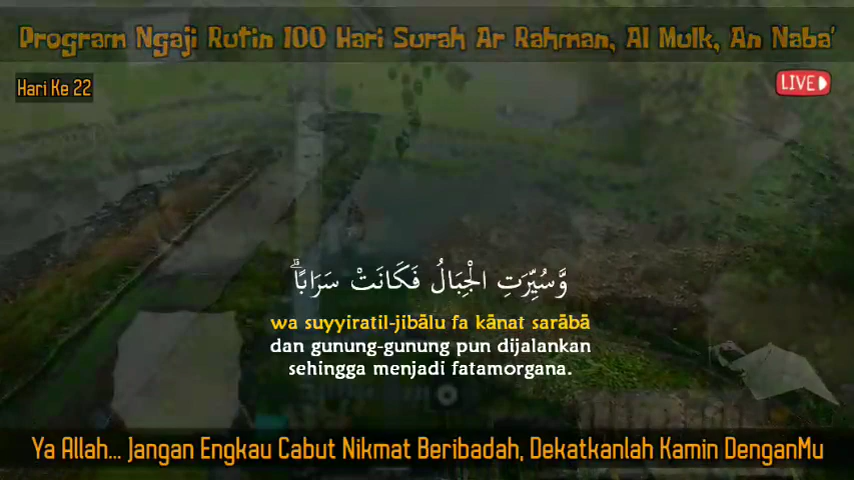 Program Ngaji Rutin 100 Hari Surah Ar Rahman, Al Mulk, An Naba'
Hari Ke 22
LIVE
وَّسُيِّرَتِ الْجِبَالُ فَكَانَتْ سَرَابًاۗ
wa suyyiratil-jibālu fa kānat sarābā
dan gunung-gunung pun dijalankan
sehingga menjadi fatamorgana.
Ya Allah... Jangan Engkau Cabut Nikmat Beribadah, Dekatkanlah Kamin DenganMu